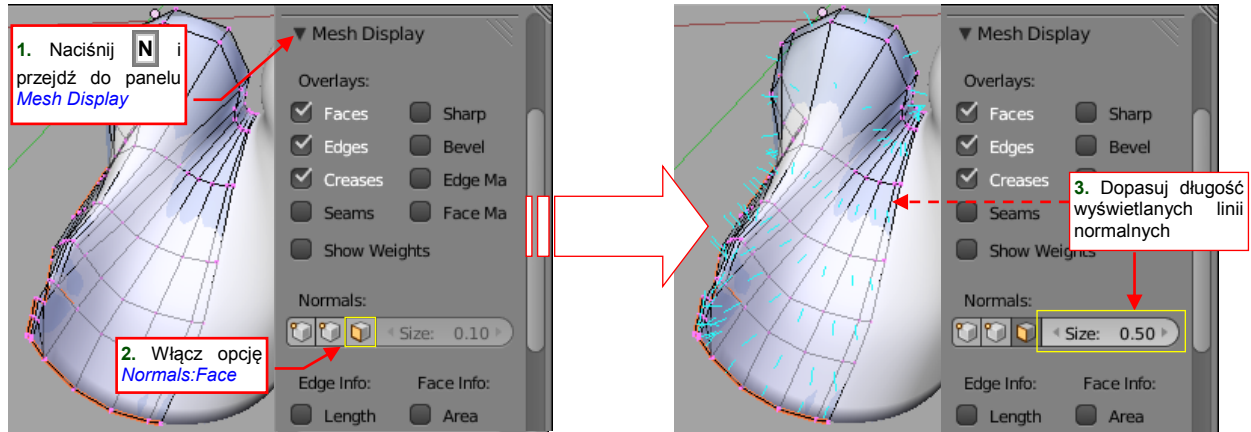 1. Naciśnij N i
przejdź do panelu
Mesh Display
Mesh Display
Overlays:
Faces Sharp
Edges Bevel
Creases Edge Ma
Seams Face Ma
Show Weights
Normals:
Size: 0.10
2. Włącz opcję
Normals:Face
Edge Info: Face Info:
Length Area
Mesh Display
Overlays:
Faces Sharp
Edges Bevel
Creases
Seams
Show
3. Dopasuj długość
wyświetlanych linii
normalnych
Normals:
Size: 0.50
Edge Info: Face Info:
Length Area